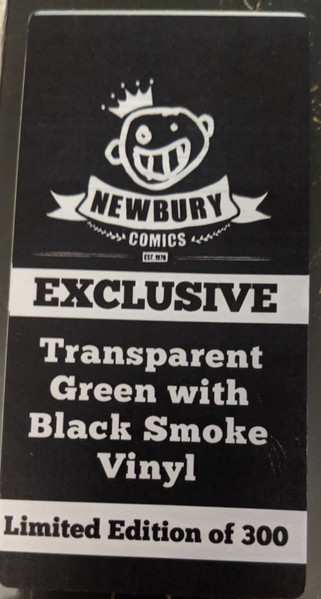 NEWBURY
COMICS
EST. 1978
EXCLUSIVE
Transparent
Green with
Black Smoke
Vinyl
Limited Edition of 300